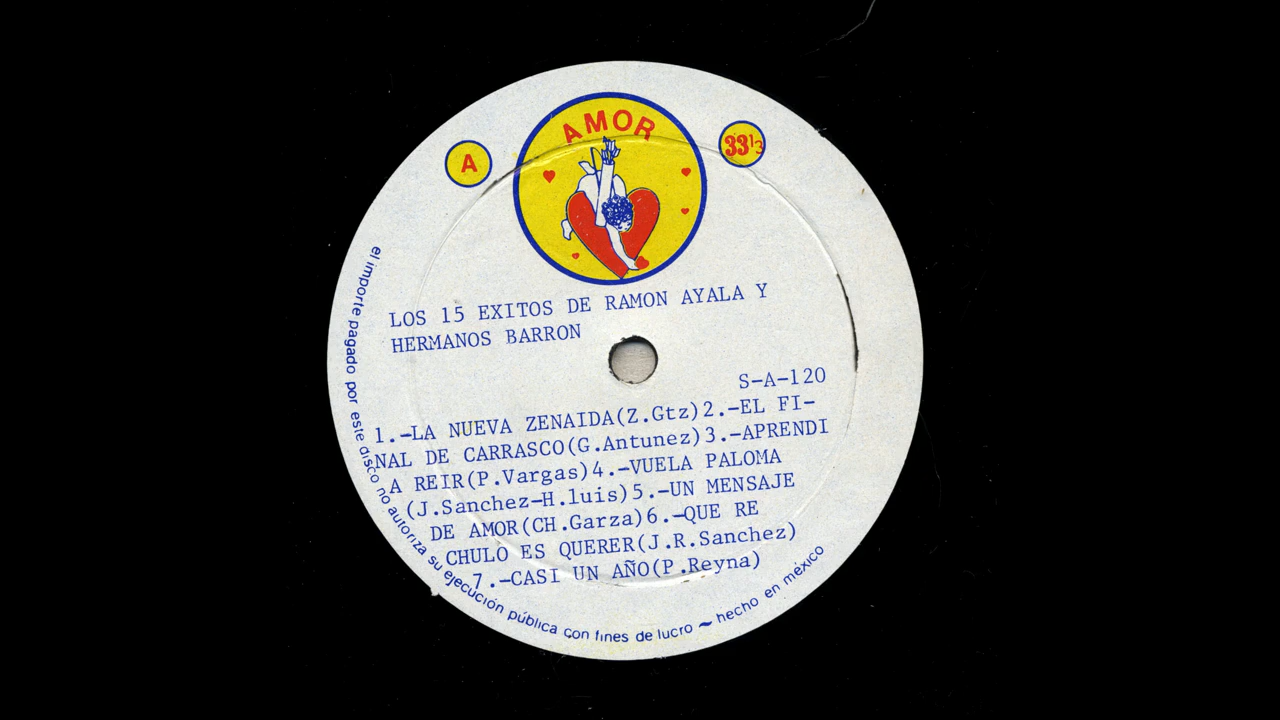 AMOR
A
33 1/3
LOS 15 EXITOS DE RAMON AYALA Y
HERMANOS BARRON
S-A-120
1.-LA NUEVA ZENAIDA(Z.Gtz)2.-EL FI-
NAL DE CARRASCO(G.Antunez)3.-APRENDI
A REIR(P.Vargas)4.-VUELA PALOMA
(J.Sanchez-H.luis)5.-UN MENSAJE
DE AMOR(CH.Garza)6.-QUE RE
CHULO ES QUERER(J.R.Sanchez)
7.-CASI UN AÑO(P.Reyna)
el importe pagado por este disco no autoriza su ejecución pública con fines de lucro ~ hecho en méxico